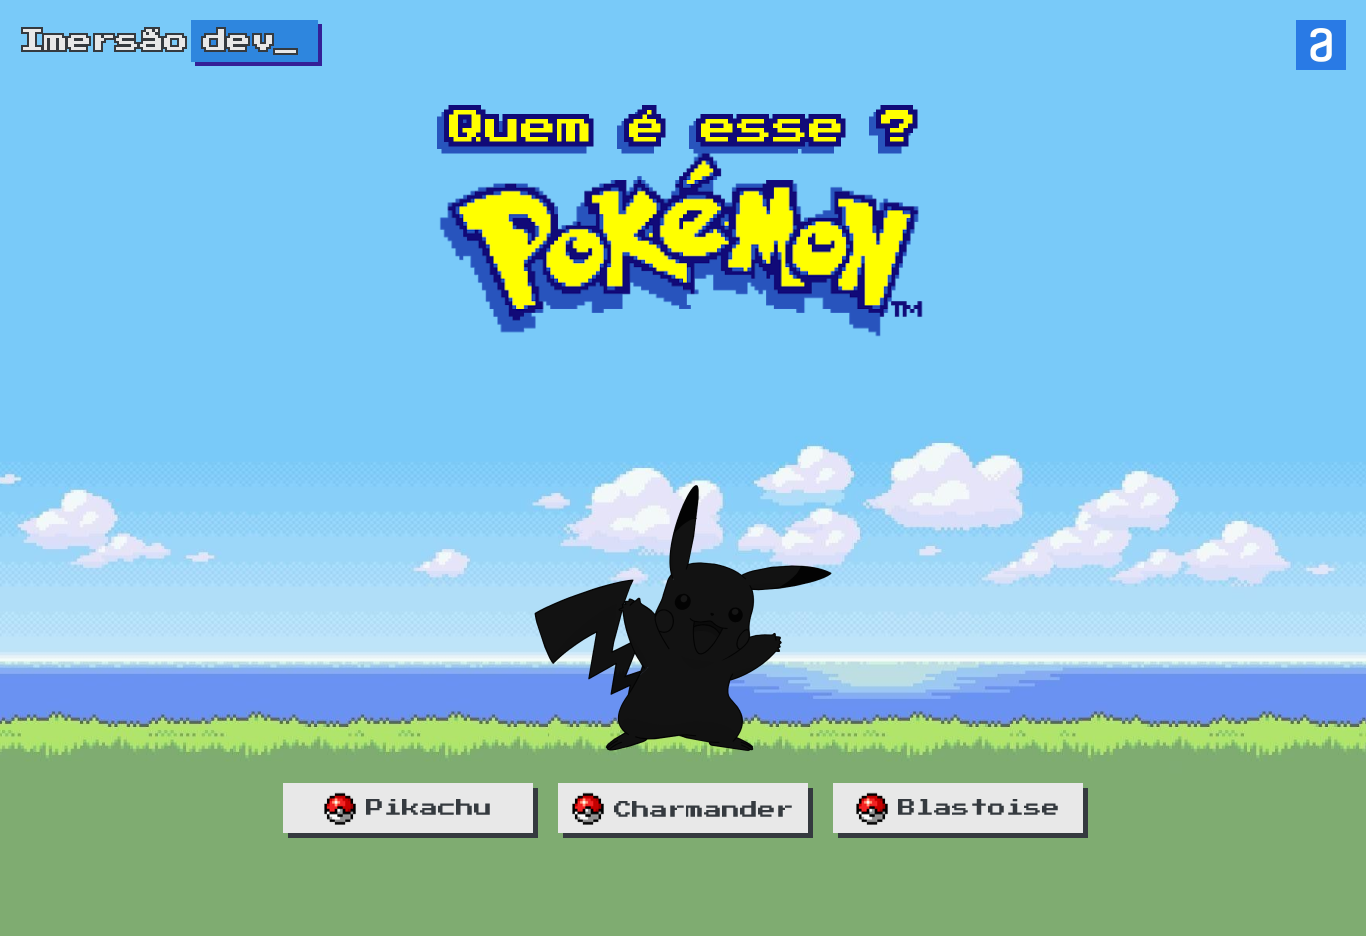 Imersão dev_
a
Quem é esse ?
Pokémon
TM
Pikachu
Charmander
Blastoise